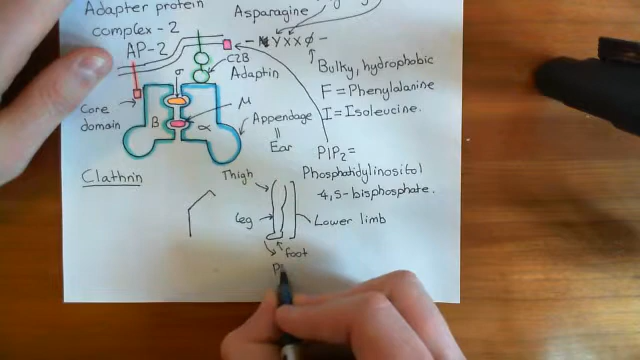 Adapter protein
complex - 2
AP-2
Asparagine
- N Y X X Ø -
C2B
Adaptin
σ
Core
domain
β
α
μ
Appendage
=
Ear
Bulky, hydrophobic
F = Phenylalanine
I = Isoleucine.
PIP2 =
Phosphatidylinositol
-4,5-bisphosphate.
Clathrin
Thigh
leg
Lower limb
foot